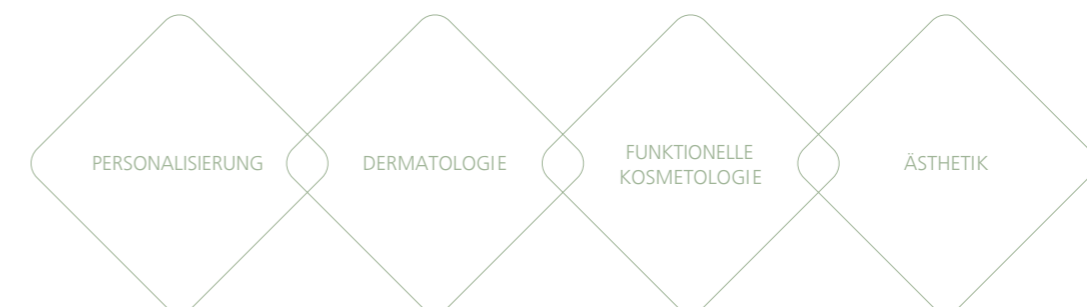 PERSONALISIERUNG
DERMATOLOGIE
FUNKTIONELLE
KOSMETOLOGIE
ÄSTHETIK